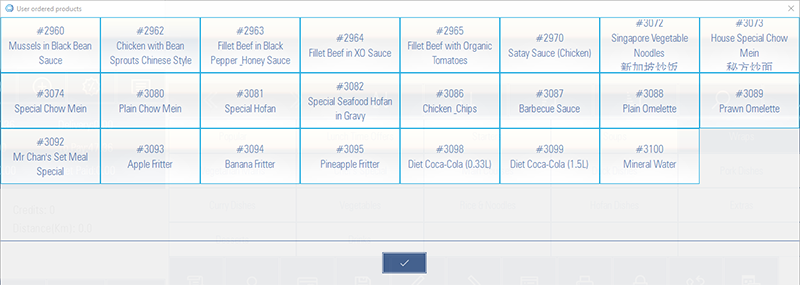 User ordered products
#2960
Mussels in Black Bean
Sauce
#2962
Chicken with Bean
Sprouts Chinese Style
#2963
Fillet Beef in Black
Pepper_Honey Sauce
#2964
Fillet Beef in XO Sauce
#2965
Fillet Beef with Organic
Tomatoes
#2970
Satay Sauce (Chicken)
#3072
Singapore Vegetable
Noodles
新加坡炒饭
#3073
House Special Chow
Mein
秘方炒面
#3074
Special Chow Mein
#3080
Plain Chow Mein
#3081
Special Hofan
#3082
Special Seafood Hofan
in Gravy
#3086
Chicken_Chips
#3087
Barbecue Sauce
#3088
Plain Omelette
#3089
Prawn Omelette
#3092
Mr Chan's Set Meal
Special
#3093
Apple Fritter
#3094
Banana Fritter
#3095
Pineapple Fritter
#3098
Diet Coca-Cola (0.33L)
#3099
Diet Coca-Cola (1.5L)
#3100
Mineral Water